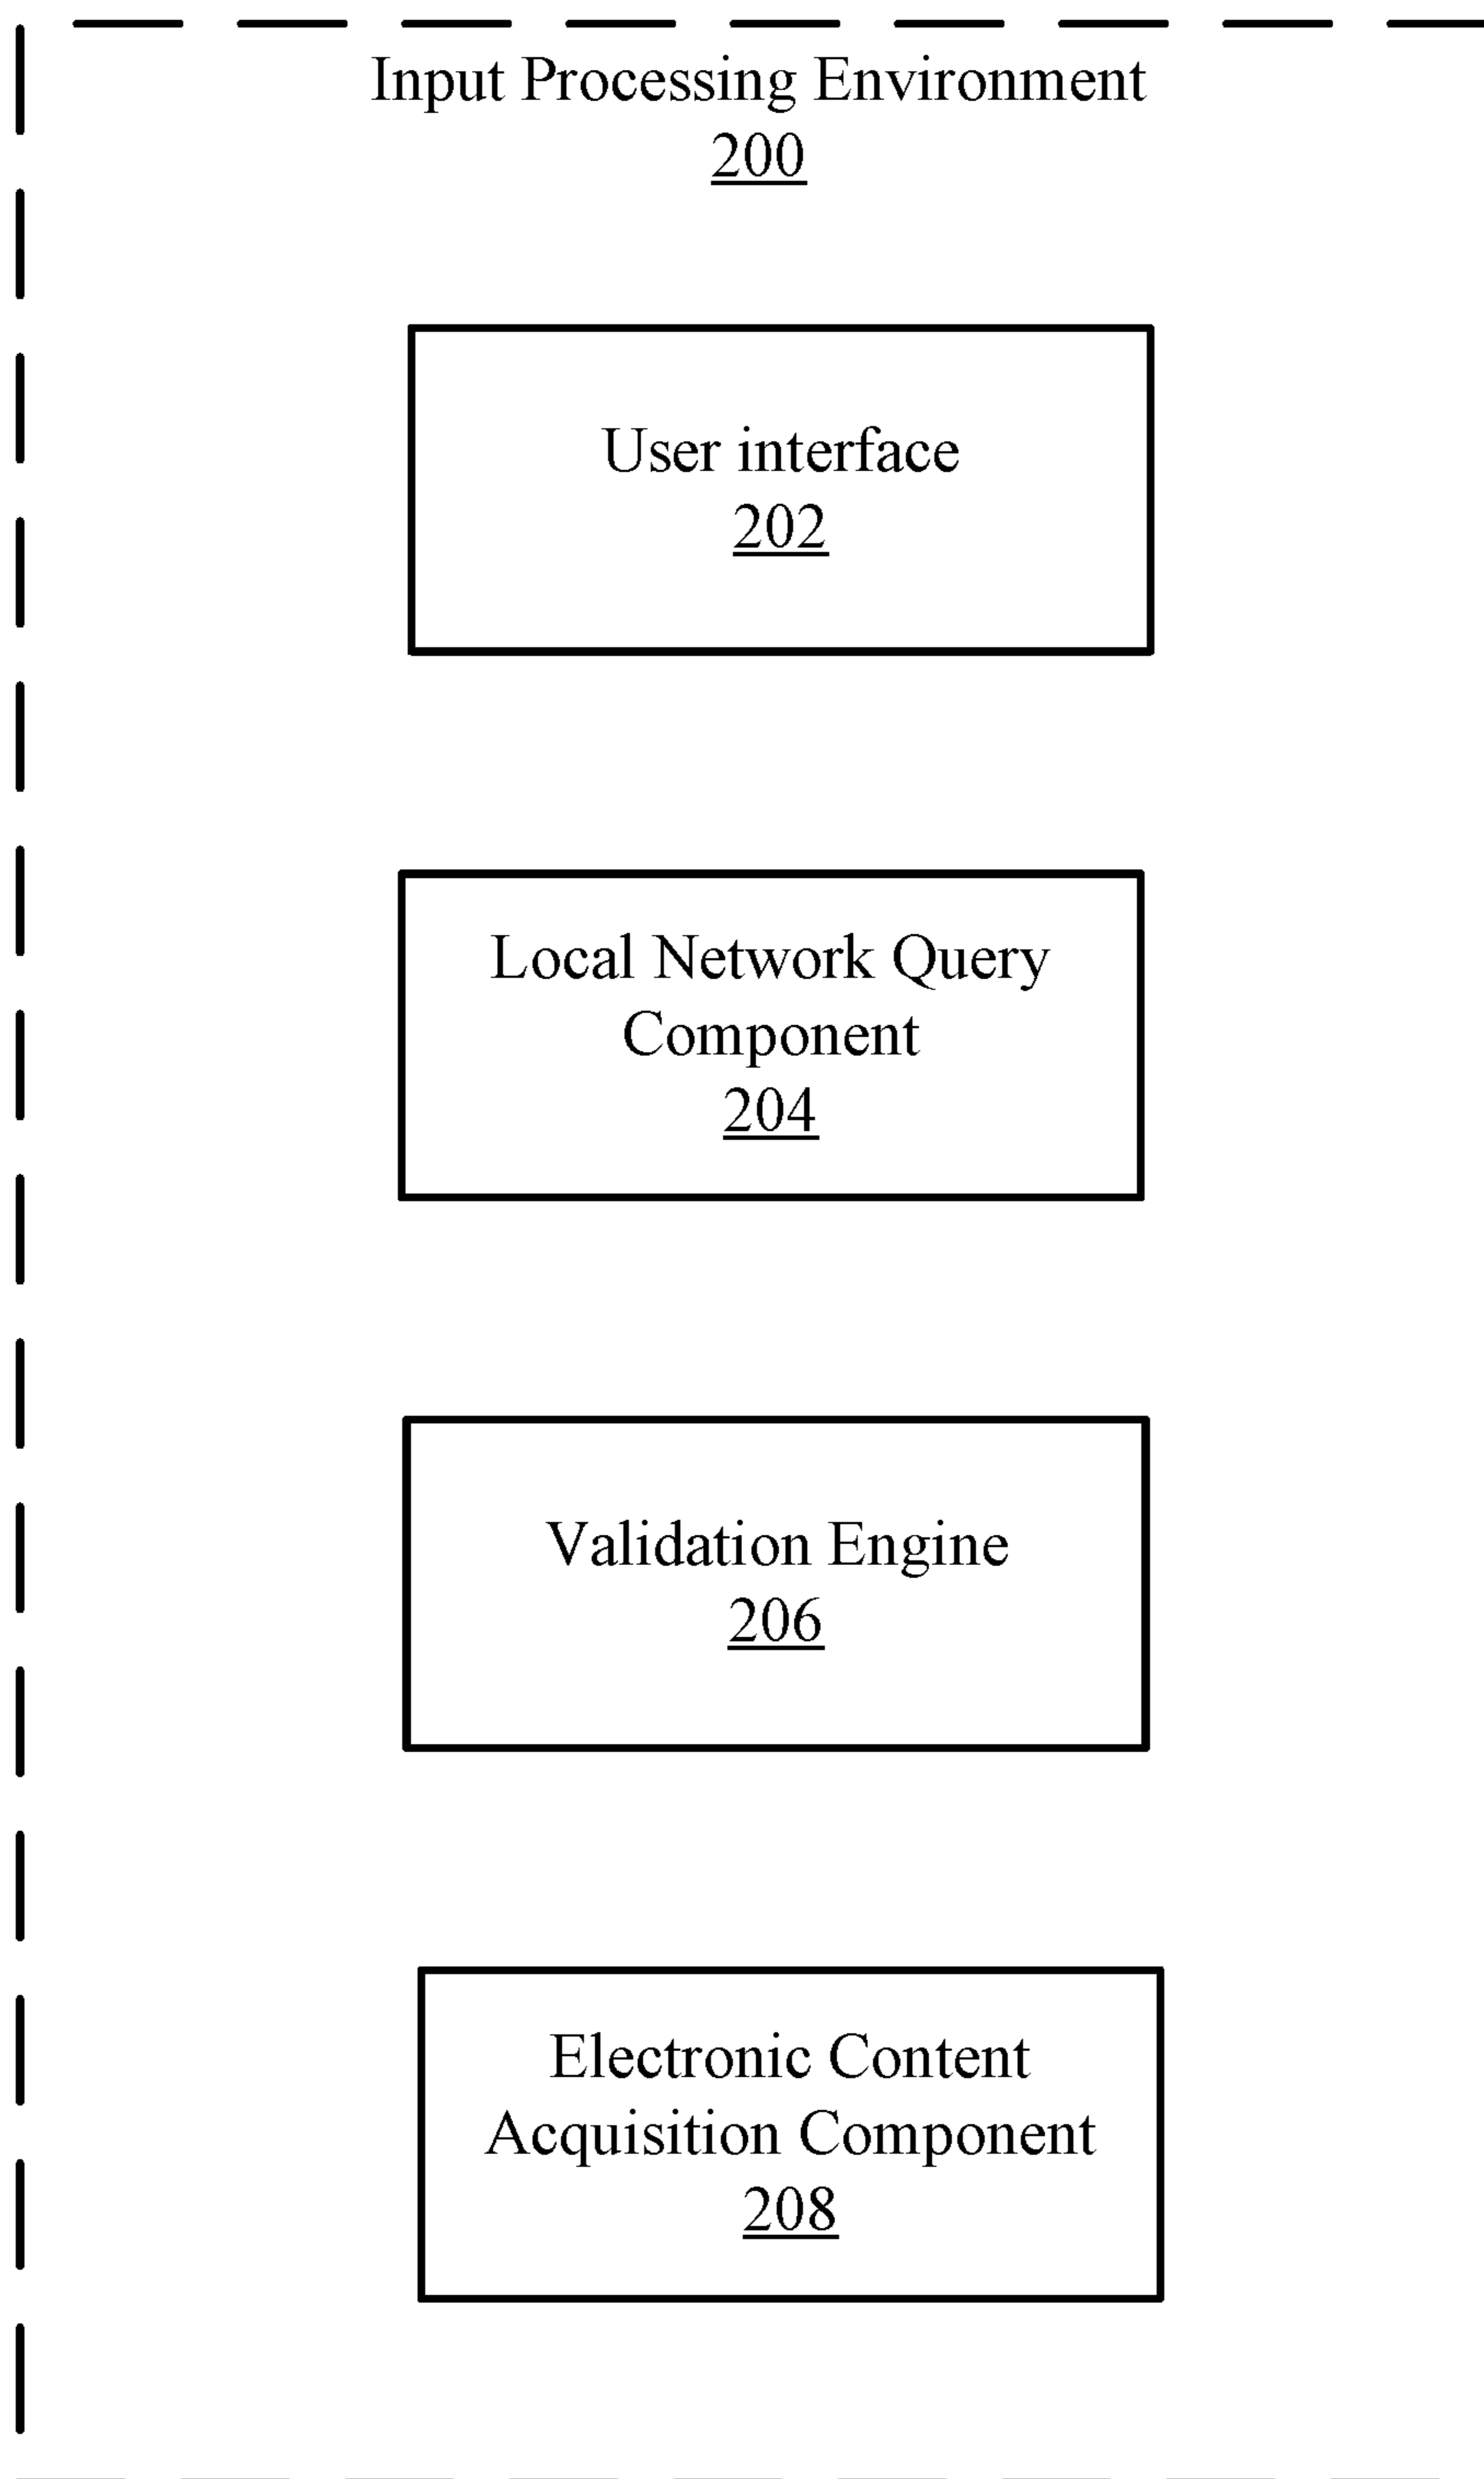 Input Processing Environment
200
User interface
202
Local Network Query
Component
204
Validation Engine
206
Electronic Content
Acquisition Component
208